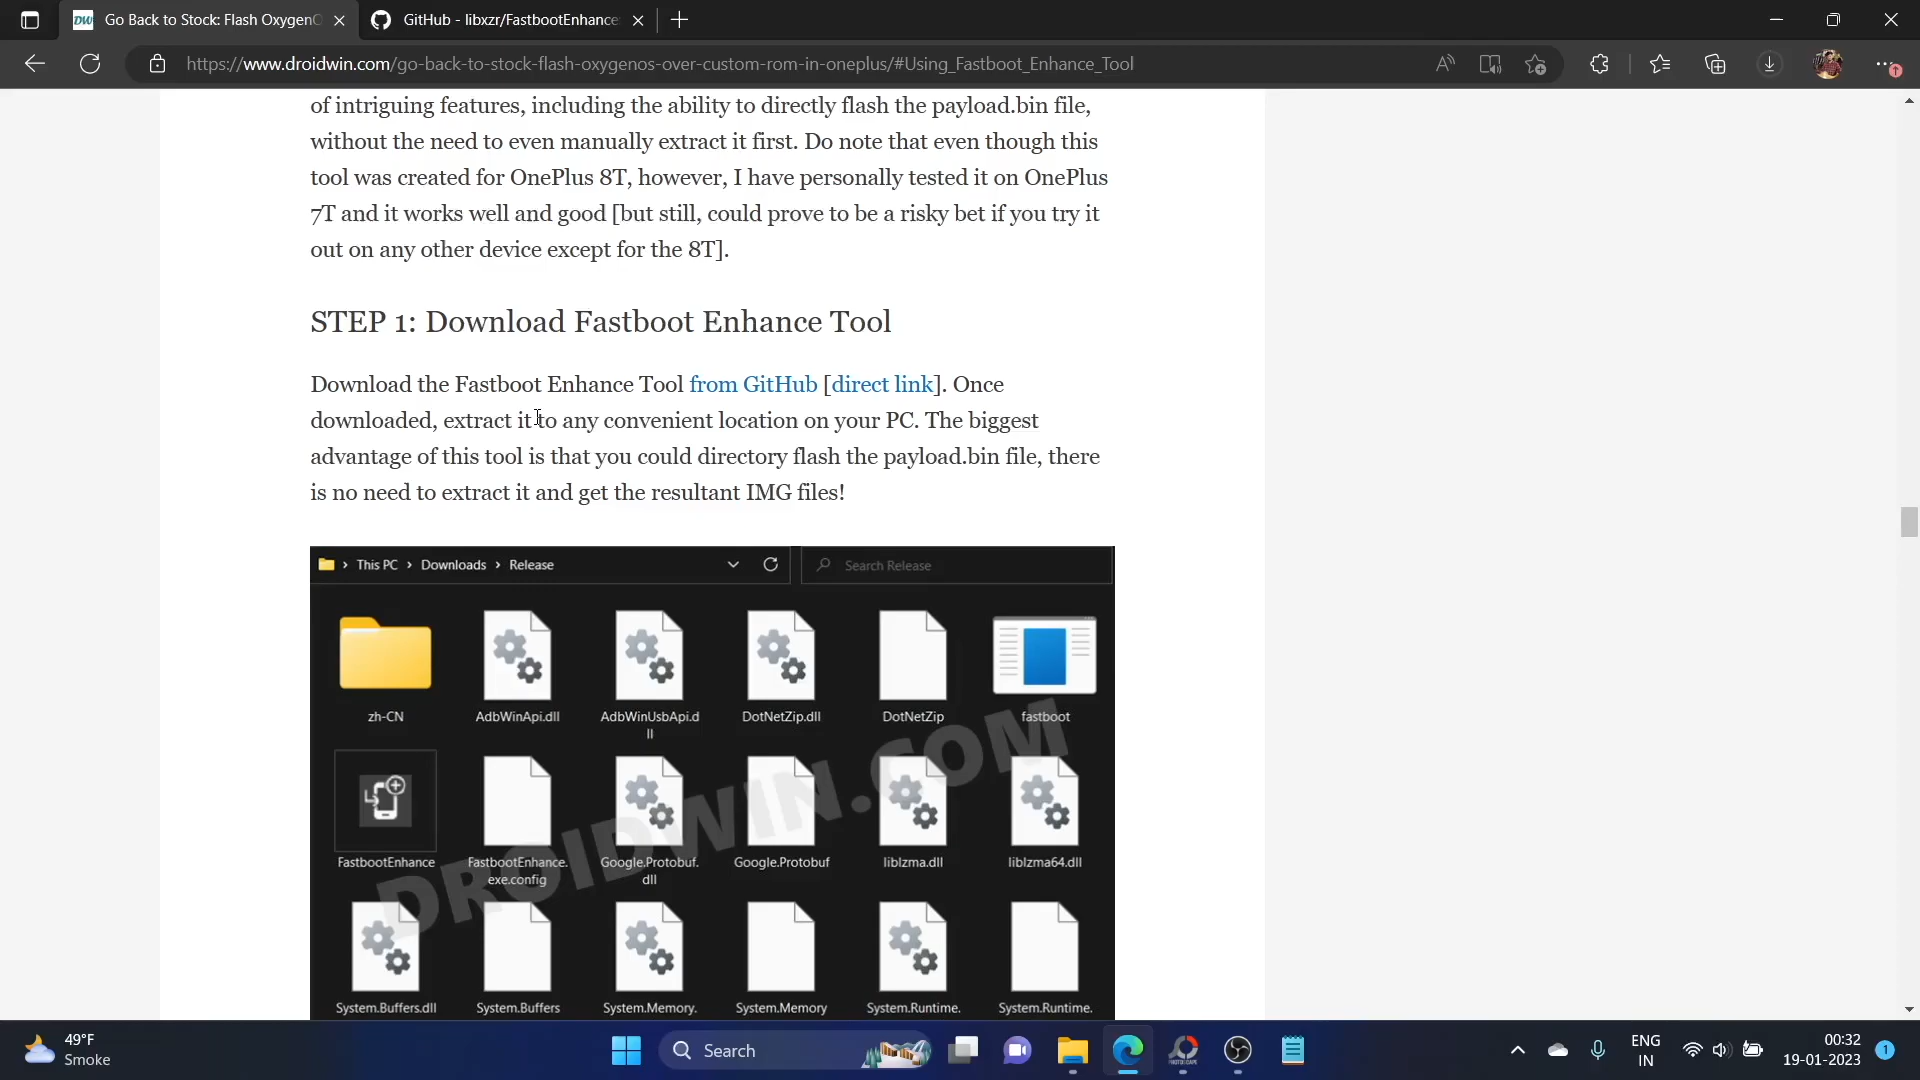 Go Back to Stock: Flash OxygenO
GitHub - libxzr/FastbootEnhance:
https://www.droidwin.com/go-back-to-stock-flash-oxygenos-over-custom-rom-in-oneplus/#Using_Fastboot_Enhance_Tool
of intriguing features, including the ability to directly flash the payload.bin file,
without the need to even manually extract it first. Do note that even though this
tool was created for OnePlus 8T, however, I have personally tested it on OnePlus
7T and it works well and good [but still, could prove to be a risky bet if you try it
out on any other device except for the 8T].
STEP 1: Download Fastboot Enhance Tool
Download the Fastboot Enhance Tool from GitHub [direct link]. Once
downloaded, extract it to any convenient location on your PC. The biggest
advantage of this tool is that you could directory flash the payload.bin file, there
is no need to extract it and get the resultant IMG files!
This PC > Downloads > Release
Search Release
zh-CN
AdbWinApi.dll
AdbWinUsbApi.d
ll
DotNetZip.dll
DotNetZip
fastboot
FastbootEnhance
FastbootEnhance.
exe.config
Google.Protobuf.
dll
Google.Protobuf
liblzma.dll
liblzma64.dll
DROIDWIN.COM
System.Buffers.dll
System.Buffers
System.Memory.
System.Memory
System.Runtime.
System.Runtime.
49°F
Smoke
Search
ENG
IN
00:32
19-01-2023
1